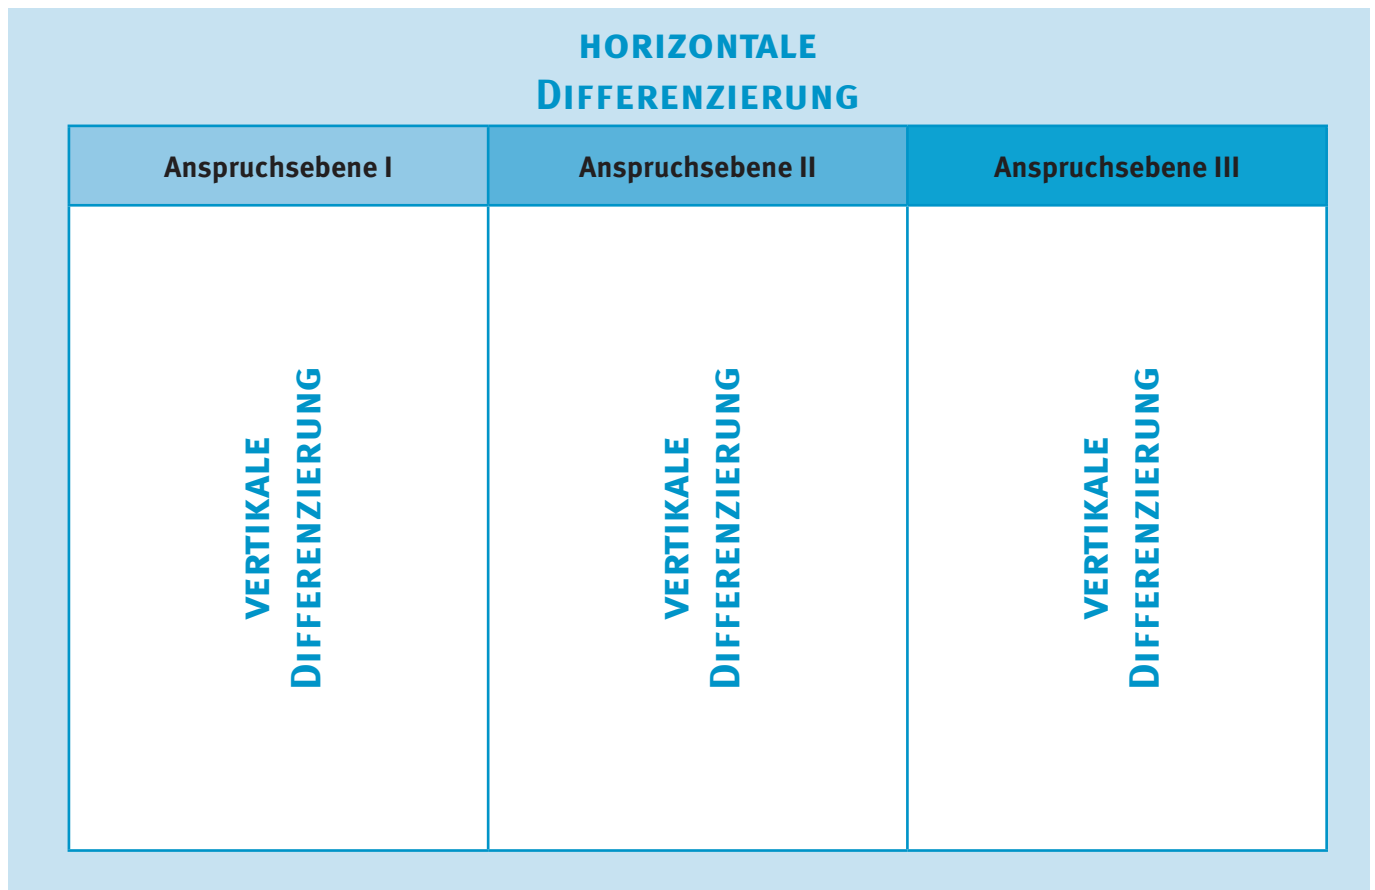 HORIZONTALE
DIFFERENZIERUNG
Anspruchsebene I
Anspruchsebene II
Anspruchsebene III
VERTIKALE
DIFFERENZIERUNG
VERTIKALE
DIFFERENZIERUNG
VERTIKALE
DIFFERENZIERUNG